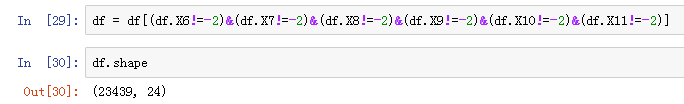 In [29]: df = df[(df.X6!=-2)&(df.X7!=-2)&(df.X8!=-2)&(df.X9!=-2)&(df.X10!=-2)&(df.X11!=-2)]
In [30]: df.shape
Out[30]: (23439, 24)